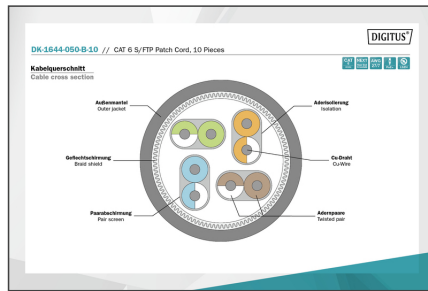 DIGITUS®
DK-1644-050-B-10 // CAT 6 S/FTP Patch Cord, 10 Pieces
Kabelquerschnitt
Cable cross section
Außenmantel
Outer jacket
Aderisolierung
Isolation
Geflechtschirmung
Braid shield
Cu-Draht
Cu-Wire
Paarabschirmung
Pair screen
Adernpaare
Twisted pair